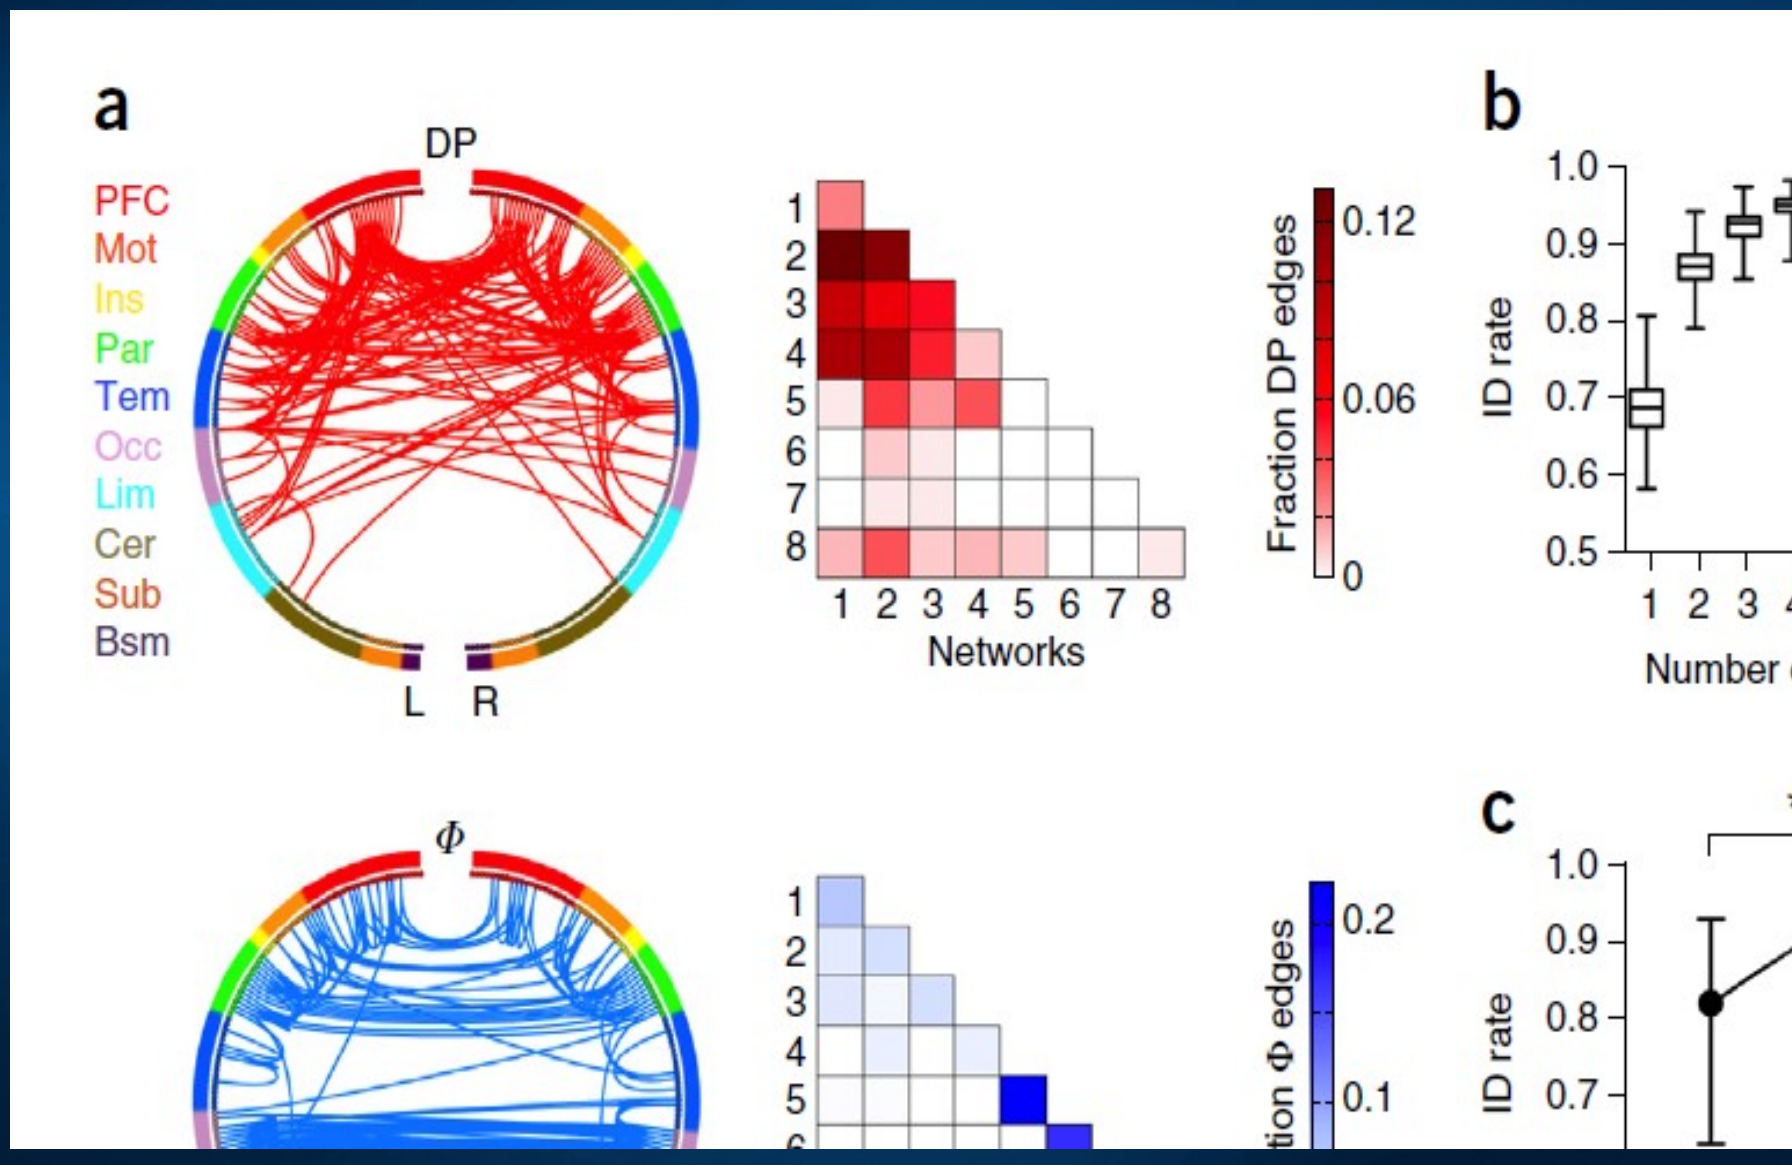 a
DP
PFC
Mot
Ins
Par
Tem
Occ
Lim
Cer
Sub
Bsm
L R
1
2
3
4
5
6
7
8
1 2 3 4 5 6 7 8
Networks
Fraction DP edges
0.12
0.06
0
b
ID rate
1.0
0.9
0.8
0.7
0.6
0.5
1 2 3
Number
Φ
1
2
3
4
5
Φ edges
0.2
0.1
c
ID rate
1.0
0.9
0.8
0.7